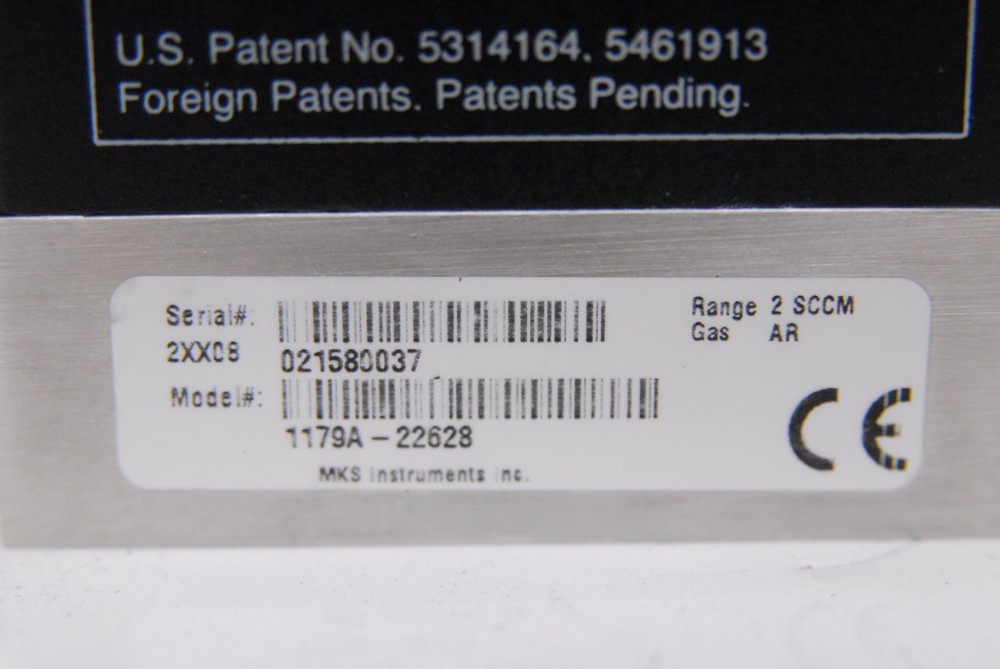 U.S. Patent No. 5314164. 5461913
Foreign Patents. Patents Pending.
Serial#:
2XX08
021580037
Model#:
1179A-22628
MKS Instruments Inc.
Range 2 SCCM
Gas AR
CE